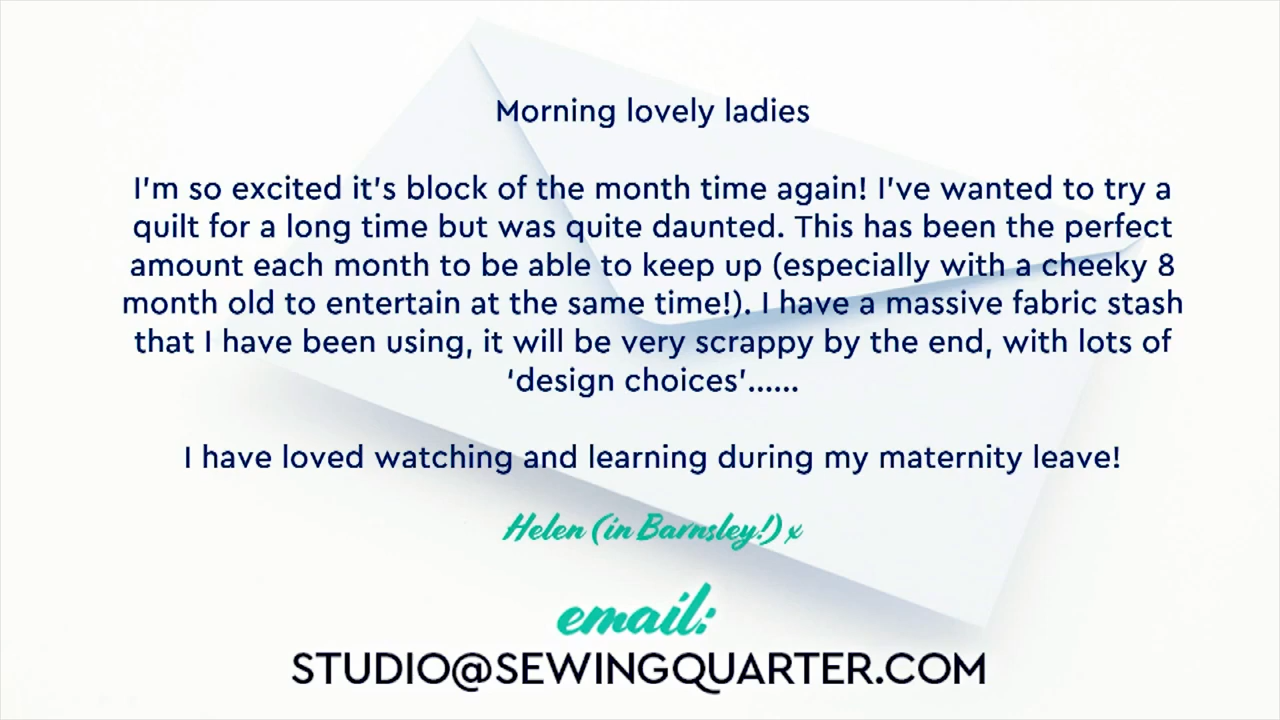 Morning lovely ladies
I'm so excited it's block of the month time again! I've wanted to try a
quilt for a long time but was quite daunted. This has been the perfect
amount each month to be able to keep up (especially with a cheeky 8
month old to entertain at the same time!). I have a massive fabric stash
that I have been using, it will be very scrappy by the end, with lots of
‘design choices’......
I have loved watching and learning during my maternity leave!
Helen (in Barnsley!) x
email:
STUDIO@SEWINGQUARTER.COM